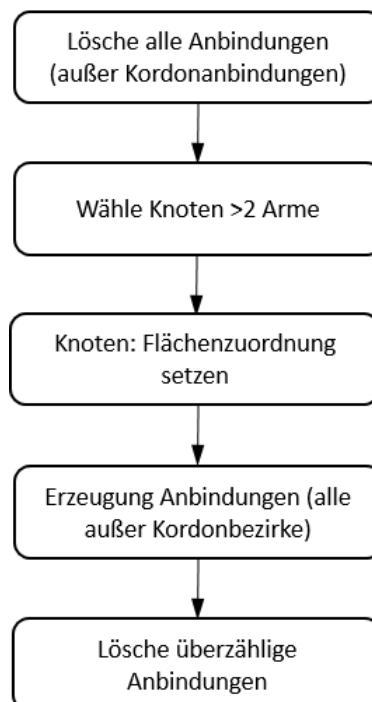 Lösche alle Anbindungen
(außer Kordonanbindungen)
Wähle Knoten >2 Arme
Knoten: Flächenzuordnung
setzen
Erzeugung Anbindungen (alle
außer Kordonbezirke)
Lösche überzählige
Anbindungen